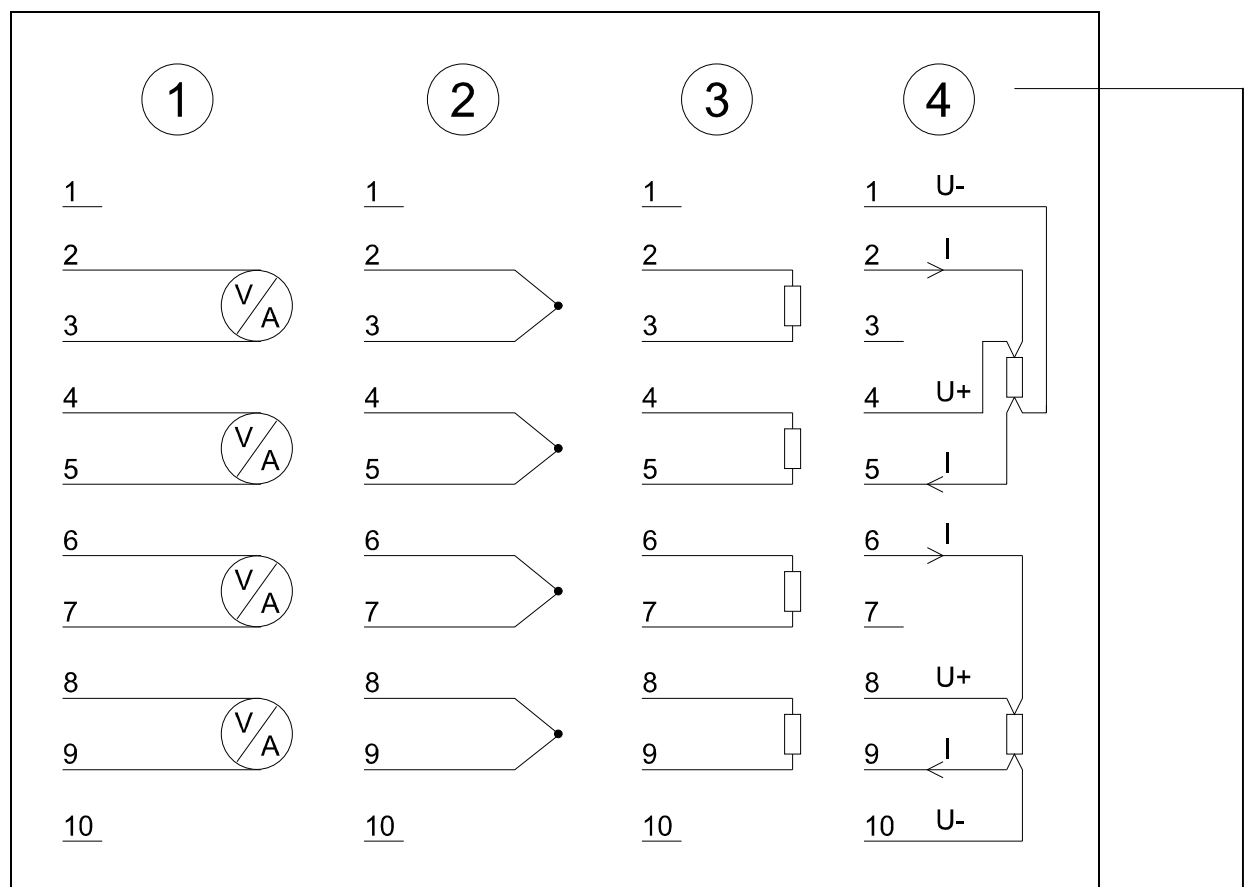 1 2 3 4
1 1 1 1 U-
2 2 2 2 I
V/A
3 3 3 3
4 4 4 4 U+
V/A
5 5 5 5 I
6 6 6 6 I
V/A
7 7 7 7
8 8 8 8 U+
V/A
9 9 9 9 I
10 10 10 10 U-